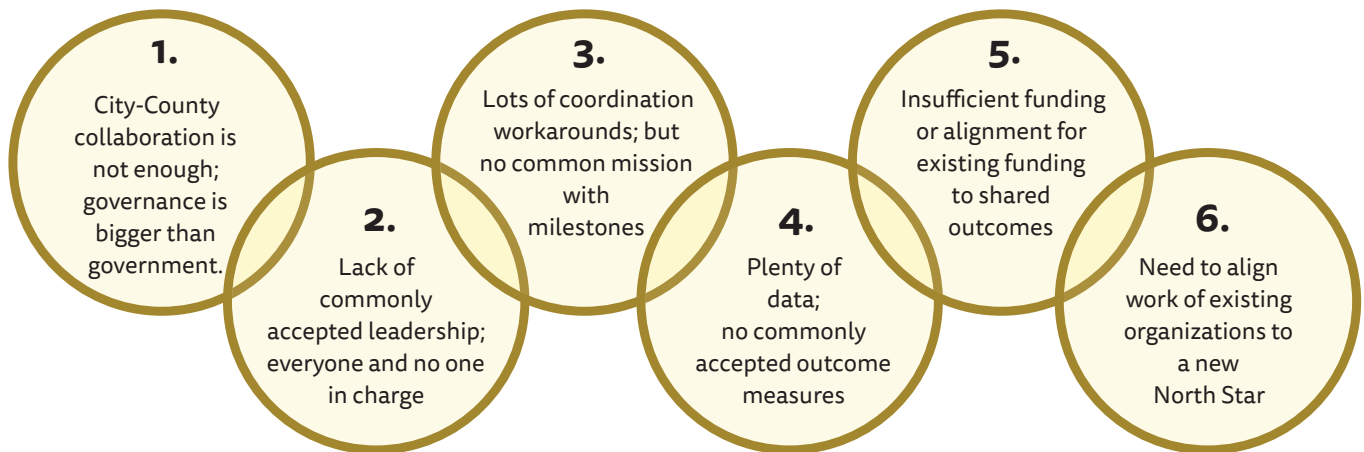 1.
City-County
collaboration is
not enough;
governance is
bigger than
government.
2.
Lack of
commonly
accepted leadership;
everyone and no one
in charge
3.
Lots of coordination
workarounds; but
no common mission
with
milestones
4.
Plenty of
data;
no commonly
accepted outcome
measures
5.
Insufficient funding
or alignment for
existing funding
to shared
outcomes
6.
Need to align
work of existing
organizations to
a new
North Star